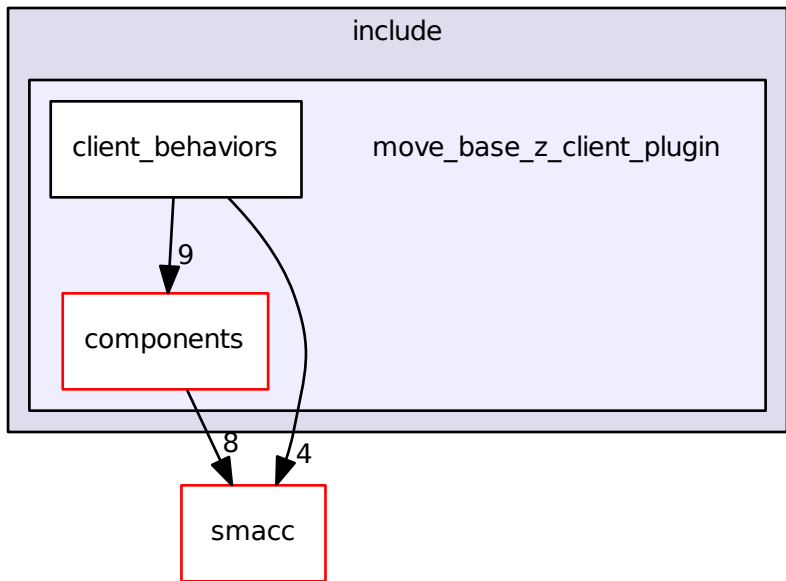 include
client_behaviors
move_base_z_client_plugin
9
components
8
4
smacc